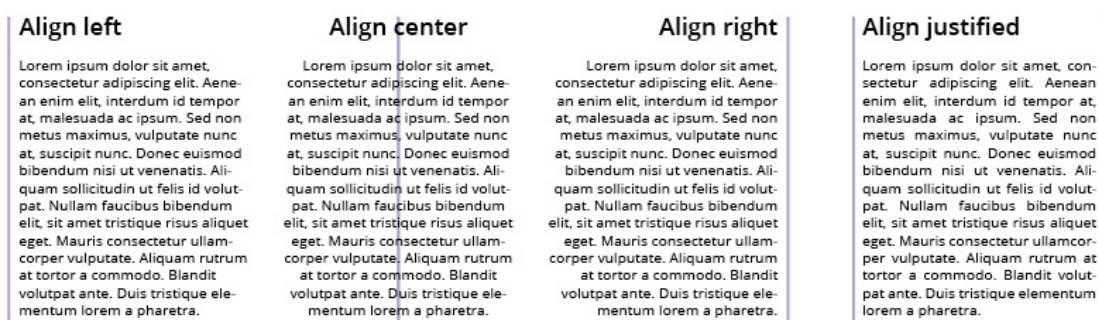 Align left
Lorem ipsum dolor sit amet,
consectetur adipiscing elit. Aene-
an enim elit, interdum id tempor
at, malesuada ac ipsum. Sed non
metus maximus, vulputate nunc
at, suscipit nunc. Donec euismod
bibendum nisi ut venenatis. Ali-
quam sollicitudin ut felis id volut-
pat. Nullam faucibus bibendum
elit, sit amet tristique risus aliquet
eget. Mauris consectetur ullam-
corper vulputate. Aliquam rutrum
at tortor a commodo. Blandit
volutpat ante. Duis tristique ele-
mentum lorem a pharetra.
Align center
Lorem ipsum dolor sit amet,
consectetur adipiscing elit. Aene-
an enim elit, interdum id tempor
at, malesuada ac ipsum. Sed non
metus maximus, vulputate nunc
at, suscipit nunc. Donec euismod
bibendum nisi ut venenatis. Ali-
quam sollicitudin ut felis id volut-
pat. Nullam faucibus bibendum
elit, sit amet tristique risus aliquet
eget. Mauris consectetur ullam-
corper vulputate. Aliquam rutrum
at tortor a commodo. Blandit
volutpat ante. Duis tristique ele-
mentum lorem a pharetra.
Align right
Lorem ipsum dolor sit amet,
consectetur adipiscing elit. Aene-
an enim elit, interdum id tempor
at, malesuada ac ipsum. Sed non
metus maximus, vulputate nunc
at, suscipit nunc. Donec euismod
bibendum nisi ut venenatis. Ali-
quam sollicitudin ut felis id volut-
pat. Nullam faucibus bibendum
elit, sit amet tristique risus aliquet
eget. Mauris consectetur ullam-
corper vulputate. Aliquam rutrum
at tortor a commodo. Blandit
volutpat ante. Duis tristique ele-
mentum lorem a pharetra.
Align justified
Lorem ipsum dolor sit amet, con-
sectetur adipiscing elit. Aenean
enim elit, interdum id tempor at,
malesuada ac ipsum. Sed non
metus maximus, vulputate nunc
at, suscipit nunc. Donec euismod
bibendum nisi ut venenatis. Ali-
quam sollicitudin ut felis id volut-
pat. Nullam faucibus bibendum
elit, sit amet tristique risus aliquet
eget. Mauris consectetur ullamcor-
per vulputate. Aliquam rutrum at
tortor a commodo. Blandit volut-
pat ante. Duis tristique elementum
lorem a pharetra.